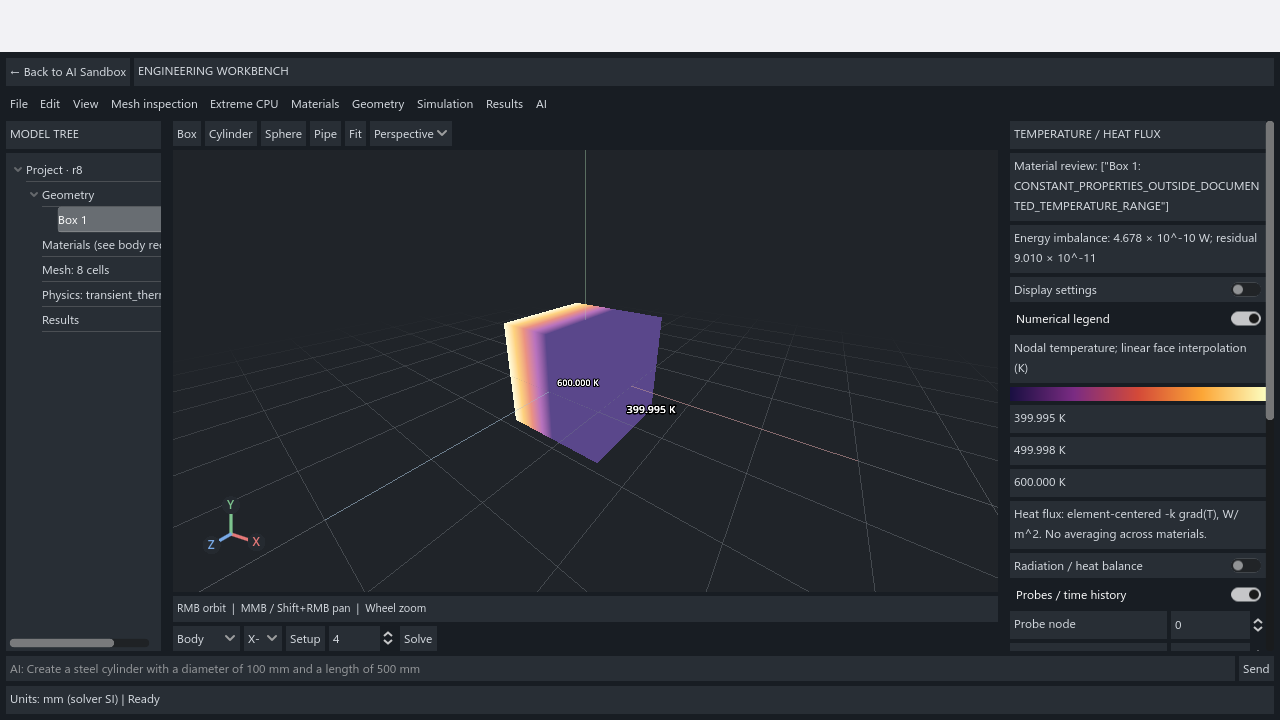 ← Back to AI Sandbox
ENGINEERING WORKBENCH
File Edit View Mesh inspection Extreme CPU Materials Geometry Simulation Results AI
MODEL TREE
Project · r8
Geometry
Box 1
Materials (see body rec
Mesh: 8 cells
Physics: transient_therr
Results
Box Cylinder Sphere Pipe Fit Perspective
600.000 K
399.995 K
Y
Z
X
RMB orbit | MMB / Shift+RMB pan | Wheel zoom
Body X- Setup 4 Solve
TEMPERATURE / HEAT FLUX
Material review: ["Box 1:
CONSTANT_PROPERTIES_OUTSIDE_DOCUMEN
TED_TEMPERATURE_RANGE"]
Energy imbalance: 4.678 × 10^-10 W; residual
9.010 × 10^-11
Display settings
Numerical legend
Nodal temperature; linear face interpolation
(K)
399.995 K
499.998 K
600.000 K
Heat flux: element-centered -k grad(T), W/
m^2. No averaging across materials.
Radiation / heat balance
Probes / time history
Probe node 0
AI: Create a steel cylinder with a diameter of 100 mm and a length of 500 mm
Send
Units: mm (solver SI) | Ready